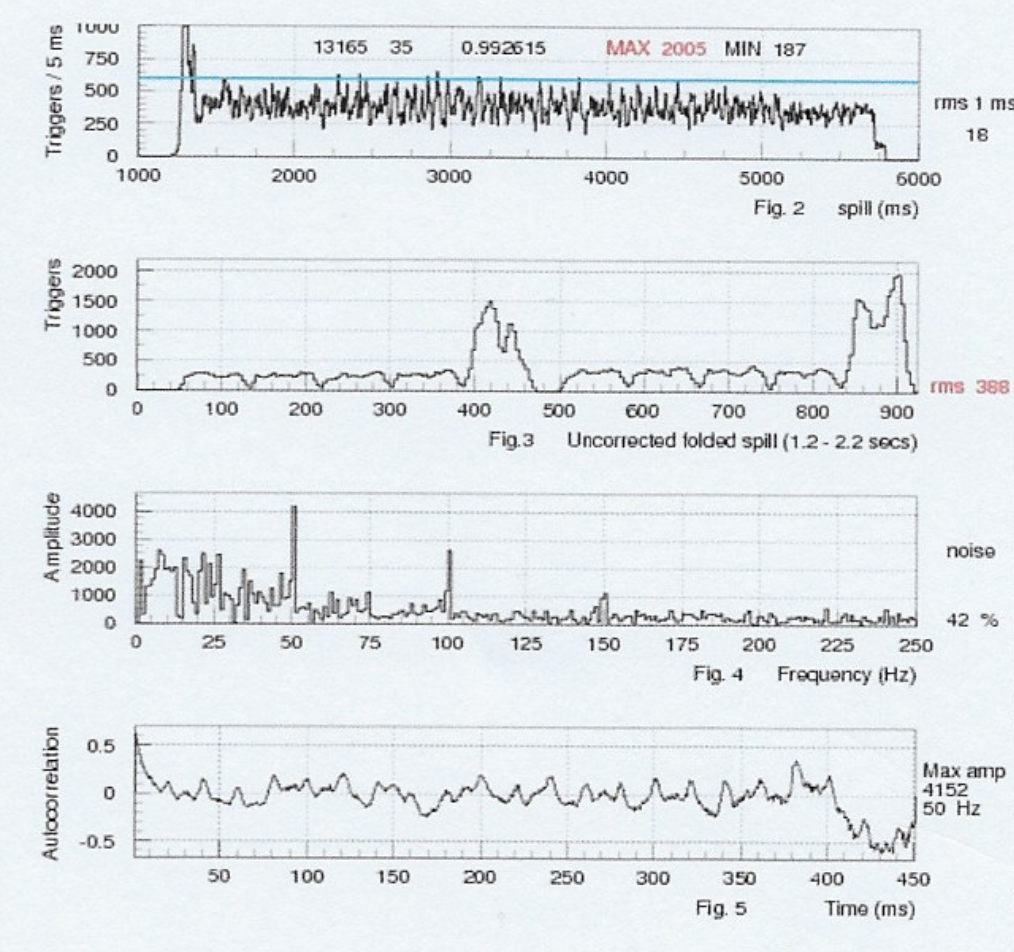 1000
13165 35 0.992615 MAX 2005 MIN 187
750
500
250
0
Triggers / 5 ms
rms 1 ms
18
1000 2000 3000 4000 5000 6000
Fig. 2 spill (ms)
2000
1500
1000
500
0
Triggers
rms 388
0 100 200 300 400 500 600 700 800 900
Fig.3 Uncorrected folded spill (1.2 - 2.2 secs)
4000
3000
2000
1000
0
Amplitude
noise
42 %
0 25 50 75 100 125 150 175 200 225 250
Fig. 4 Frequency (Hz)
0.5
0
-0.5
Autocorrelation
Max amp
4152
50 Hz
50 100 150 200 250 300 350 400 450
Fig. 5 Time (ms)